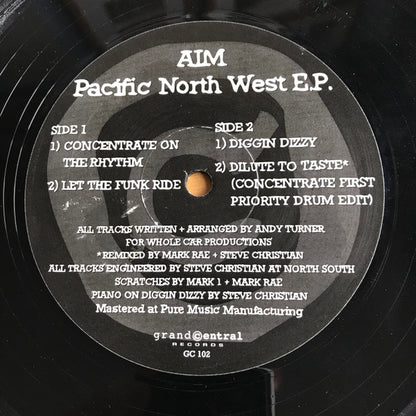 AIM
Pacific North West E.P.
SIDE 1
1) CONCENTRATE ON
THE RHYTHM
2) LET THE FUNK RIDE
SIDE 2
1) DIGGIN DIZZY
2) DILUTE TO TASTE*
(CONCENTRATE FIRST
PRIORITY DRUM EDIT)
ALL TRACKS WRITTEN + ARRANGED BY ANDY TURNER
FOR WHOLE CAR PRODUCTIONS
*REMIXED BY MARK RAE + STEVE CHRISTIAN
ALL TRACKS ENGINEERED BY STEVE CHRISTIAN AT NORTH SOUTH
SCRATCHES BY MARK 1 + MARK RAE
PIANO ON DIGGIN DIZZY BY STEVE CHRISTIAN
Mastered at Pure Music Manufacturing
grand©entral
RECORDS
GC 102